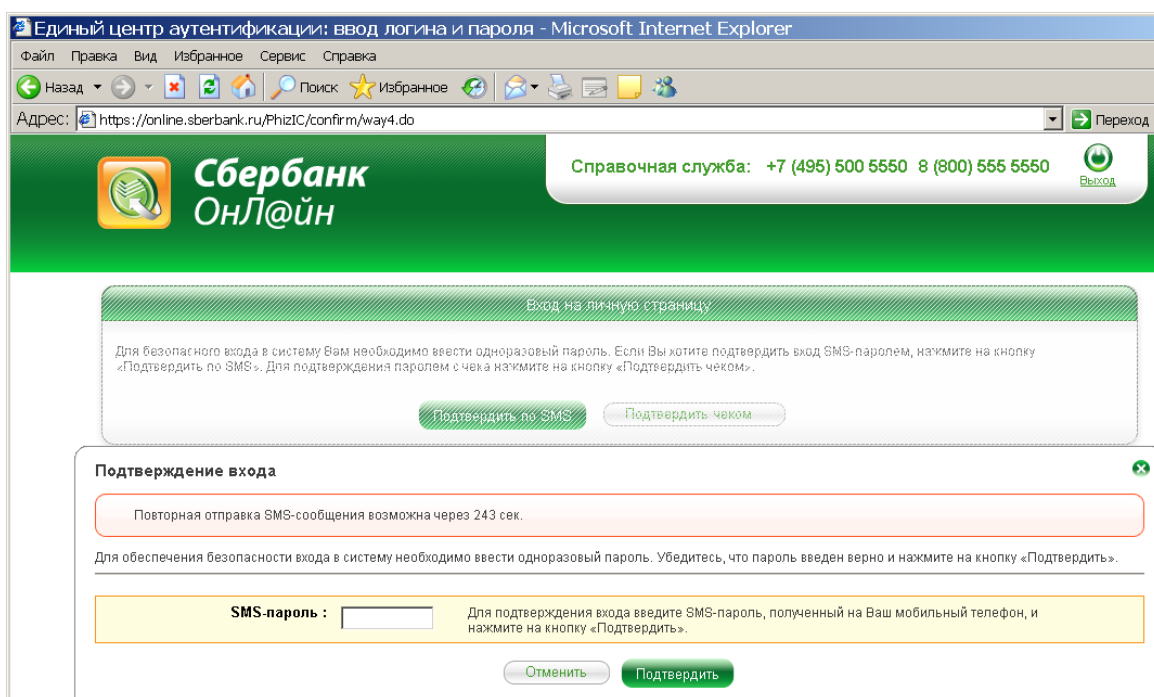 Единый центр аутентификации: ввод логина и пароля - Microsoft Internet Explorer
Файл Правка Вид Избранное Сервис Справка
Назад Поиск Избранное
Адрес: https://online.sberbank.ru/PhizIC/confirm/way4.do Переход
Справочная служба: +7 (495) 500 5550 8 (800) 555 5550
Выход
Сбербанк
ОнЛ@йн
Вход на личную страницу
Для безопасного входа в систему Вам необходимо ввести одноразовый пароль. Если Вы хотите подтвердить вход SMS-паролем, нажмите на кнопку
«Подтвердить по SMS». Для подтверждения паролем с чека нажмите на кнопку «Подтвердить чеком».
Подтвердить по SMS Подтвердить чеком
Подтверждение входа
Повторная отправка SMS-сообщения возможна через 243 сек.
Для обеспечения безопасности входа в систему необходимо ввести одноразовый пароль. Убедитесь, что пароль введен верно и нажмите на кнопку «Подтвердить».
SMS-пароль : Для подтверждения входа введите SMS-пароль, полученный на Ваш мобильный телефон, и
нажмите на кнопку «Подтвердить».
Отменить Подтвердить